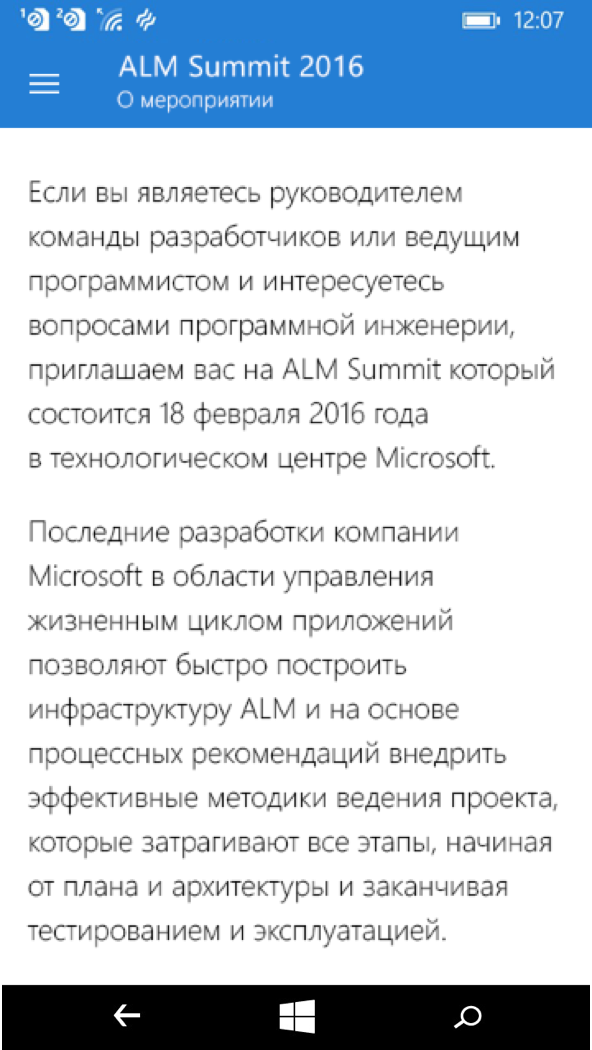 12:07
ALM Summit 2016
О мероприятии
Если вы являетесь руководителем
команды разработчиков или ведущим
программистом и интересуетесь
вопросами программной инженерии,
приглашаем вас на ALM Summit который
состоится 18 февраля 2016 года
в технологическом центре Microsoft.
Последние разработки компании
Microsoft в области управления
жизненным циклом приложений
позволяют быстро построить
инфраструктуру ALM и на основе
процессных рекомендаций внедрить
эффективные методики ведения проекта,
которые затрагивают все этапы, начиная
от плана и архитектуры и заканчивая
тестированием и эксплуатацией.